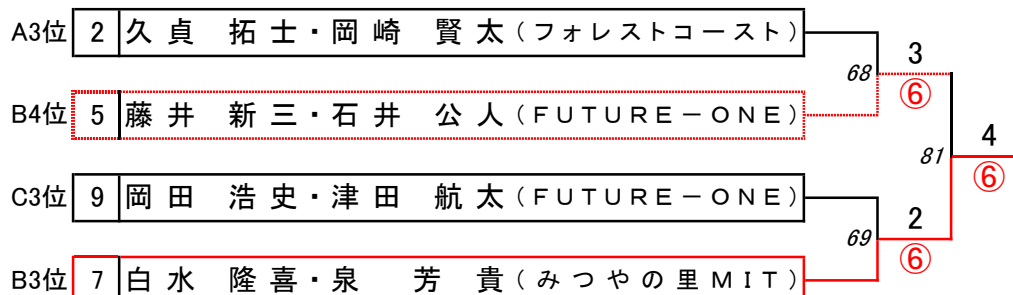 A3位 2 久貞 拓士・岡崎 賢太(フォレストコースト)
3
68
⑥
B4位 5 藤井 新三・石井 公人(FUTURE－ONE)
4
81
⑥
C3位 9 岡田 浩史・津田 航太(FUTURE－ONE)
2
69
⑥
B3位 7 白水 隆喜・泉 芳貴(みつやの里MIT)